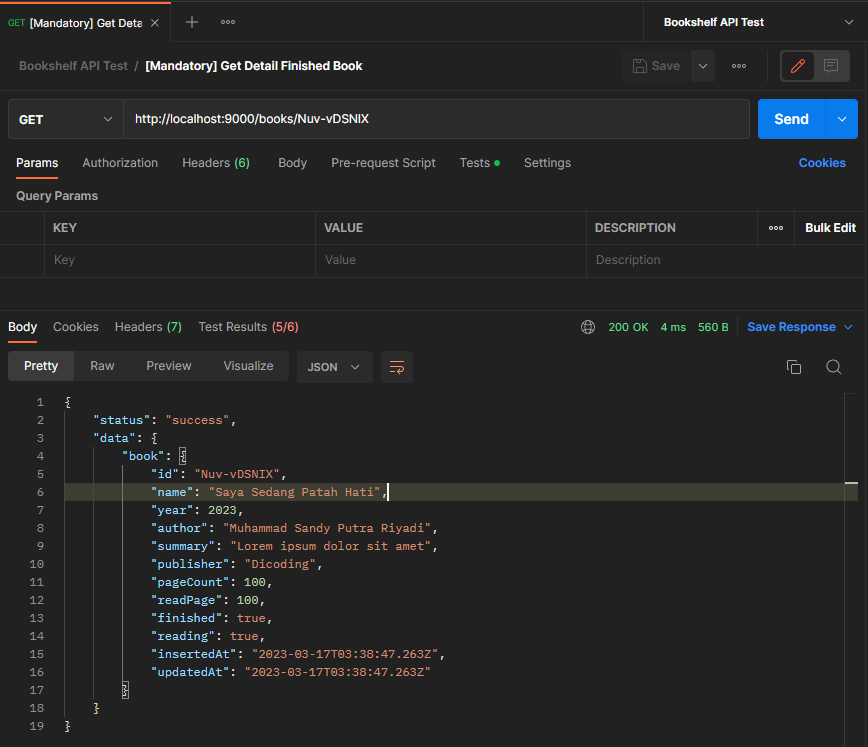 GET [Mandatory] Get Deta
Bookshelf API Test
Bookshelf API Test / [Mandatory] Get Detail Finished Book
Save
GET http://localhost:9000/books/Nuv-vDSNIX Send
Params Authorization Headers (6) Body Pre-request Script Tests Settings Cookies
Query Params
KEY VALUE DESCRIPTION Bulk Edit
Key Value Description
Body Cookies Headers (7) Test Results (5/6) 200 OK 4 ms 560 B Save Response
Pretty Raw Preview Visualize JSON
1 {
2 "status": "success",
3 "data": {
4 "book": {
5 "id": "Nuv-vDSNIX",
6 "name": "Saya Sedang Patah Hati",
7 "year": 2023,
8 "author": "Muhammad Sandy Putra Riyadi",
9 "summary": "Lorem ipsum dolor sit amet",
10 "publisher": "Dicoding",
11 "pageCount": 100,
12 "readPage": 100,
13 "finished": true,
14 "reading": true,
15 "insertedAt": "2023-03-17T03:38:47.263Z",
16 "updatedAt": "2023-03-17T03:38:47.263Z"
17 }
18 }
19 }